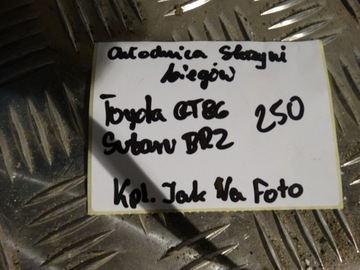 Chłodnica Skrzyni
biegów
Toyota GT86 250
Subaru BRZ
Kpl. Jak Na Foto